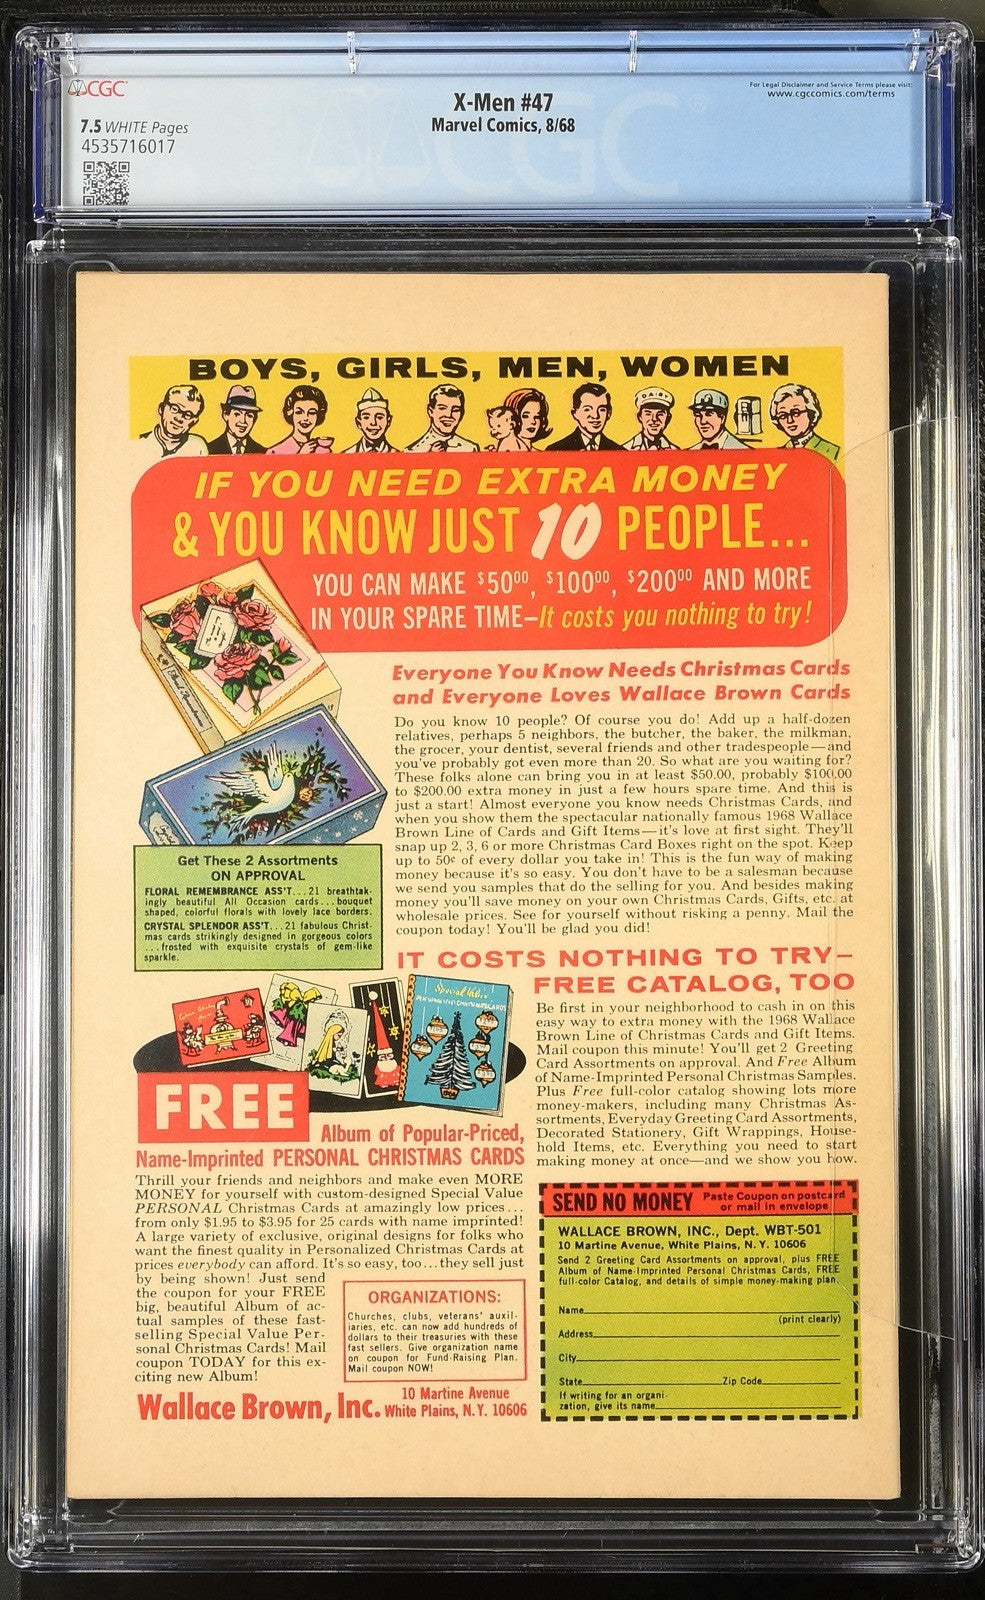 CGC
X-Men #47
For Legal Disclaimer and Service Terms please visit:
www.cgccomics.com/terms
7.5 WHITE Pages
Marvel Comics, 8/68
4535716017
CGC
BOYS, GIRLS, MEN, WOMEN
DAIRY
IF YOU NEED EXTRA MONEY
& YOU KNOW JUST 10 PEOPLE...
YOU CAN MAKE $50⁰⁰, $100⁰⁰, $200⁰⁰ AND MORE
IN YOUR SPARE TIME—It costs you nothing to try!
Everyone You Know Needs Christmas Cards
and Everyone Loves Wallace Brown Cards
Do you know 10 people? Of course you do! Add up a half-dozen
relatives, perhaps 5 neighbors, the butcher, the baker, the milkman,
the grocer, your dentist, several friends and other tradespeople—and
you've probably got even more than 20. So what are you waiting for?
These folks alone can bring you in at least $50.00, probably $100.00
to $200.00 extra money in just a few hours spare time. And this is
just a start! Almost everyone you know needs Christmas Cards, and
when you show them the spectacular nationally famous 1968 Wallace
Brown Line of Cards and Gift Items—it's love at first sight. They'll
snap up 2, 3, 6 or more Christmas Card Boxes right on the spot. Keep
up to 50¢ of every dollar you take in! This is the fun way of making
money because it's so easy. You don't have to be a salesman because
we send you samples that do the selling for you. And besides making
money you'll save money on your own Christmas Cards, Gifts, etc. at
wholesale prices. See for yourself without risking a penny. Mail the
coupon today! You'll be glad you did!
Get These 2 Assortments
ON APPROVAL
FLORAL REMEMBRANCE ASS'T...21 breathtak-
ingly beautiful All Occasion cards...bouquet
shaped, colorful florals with lovely lace borders.
CRYSTAL SPLENDOR ASS'T...21 fabulous Christ-
mas cards strikingly designed in gorgeous colors
...frosted with exquisite crystals of gem-like
sparkle.
IT COSTS NOTHING TO TRY—
FREE CATALOG, TOO
Be first in your neighborhood to cash in on this
easy way to extra money with the 1968 Wallace
Brown Line of Christmas Cards and Gift Items.
Mail coupon this minute! You'll get 2 Greeting
Card Assortments on approval. And Free Album
of Name-Imprinted Personal Christmas Samples.
Plus Free full-color catalog showing lots more
money-makers, including many Christmas As-
sortments, Everyday Greeting Card Assortments,
Decorated Stationery, Gift Wrappings, House-
hold Items, etc. Everything you need to start
making money at once—and we show you how.
Special Value
PERSONALIZED CHRISTMAS CARDS
FREE
Album of Popular-Priced,
Name-Imprinted PERSONAL CHRISTMAS CARDS
Thrill your friends and neighbors and make even MORE
MONEY for yourself with custom-designed Special Value
PERSONAL Christmas Cards at amazingly low prices...
from only $1.95 to $3.95 for 25 cards with name imprinted!
A large variety of exclusive, original designs for folks who
want the finest quality in Personalized Christmas Cards at
prices everybody can afford. It's so easy, too...they sell just
by being shown! Just send
the coupon for your FREE
big, beautiful Album of ac-
tual samples of these fast-
selling Special Value Per-
sonal Christmas Cards! Mail
coupon TODAY for this ex-
citing new Album!
ORGANIZATIONS:
Churches, clubs, veterans' auxil-
iaries, etc. can now add hundreds of
dollars to their treasuries with these
fast sellers. Give organization name
on coupon for Fund-Raising Plan.
Mail coupon NOW!
Wallace Brown, Inc.
10 Martine Avenue
White Plains, N.Y. 10606
SEND NO MONEY
Paste Coupon on postcard
or mail in envelope
WALLACE BROWN, INC., Dept. WBT-501
10 Martine Avenue, White Plains, N. Y. 10606
Send 2 Greeting Card Assortments on approval, plus FREE
Album of Name-Imprinted Personal Christmas Cards, FREE
full-color Catalog, and details of simple money-making plan.
Name
(print clearly)
Address
City
State Zip Code
If writing for an organi-
zation, give its name